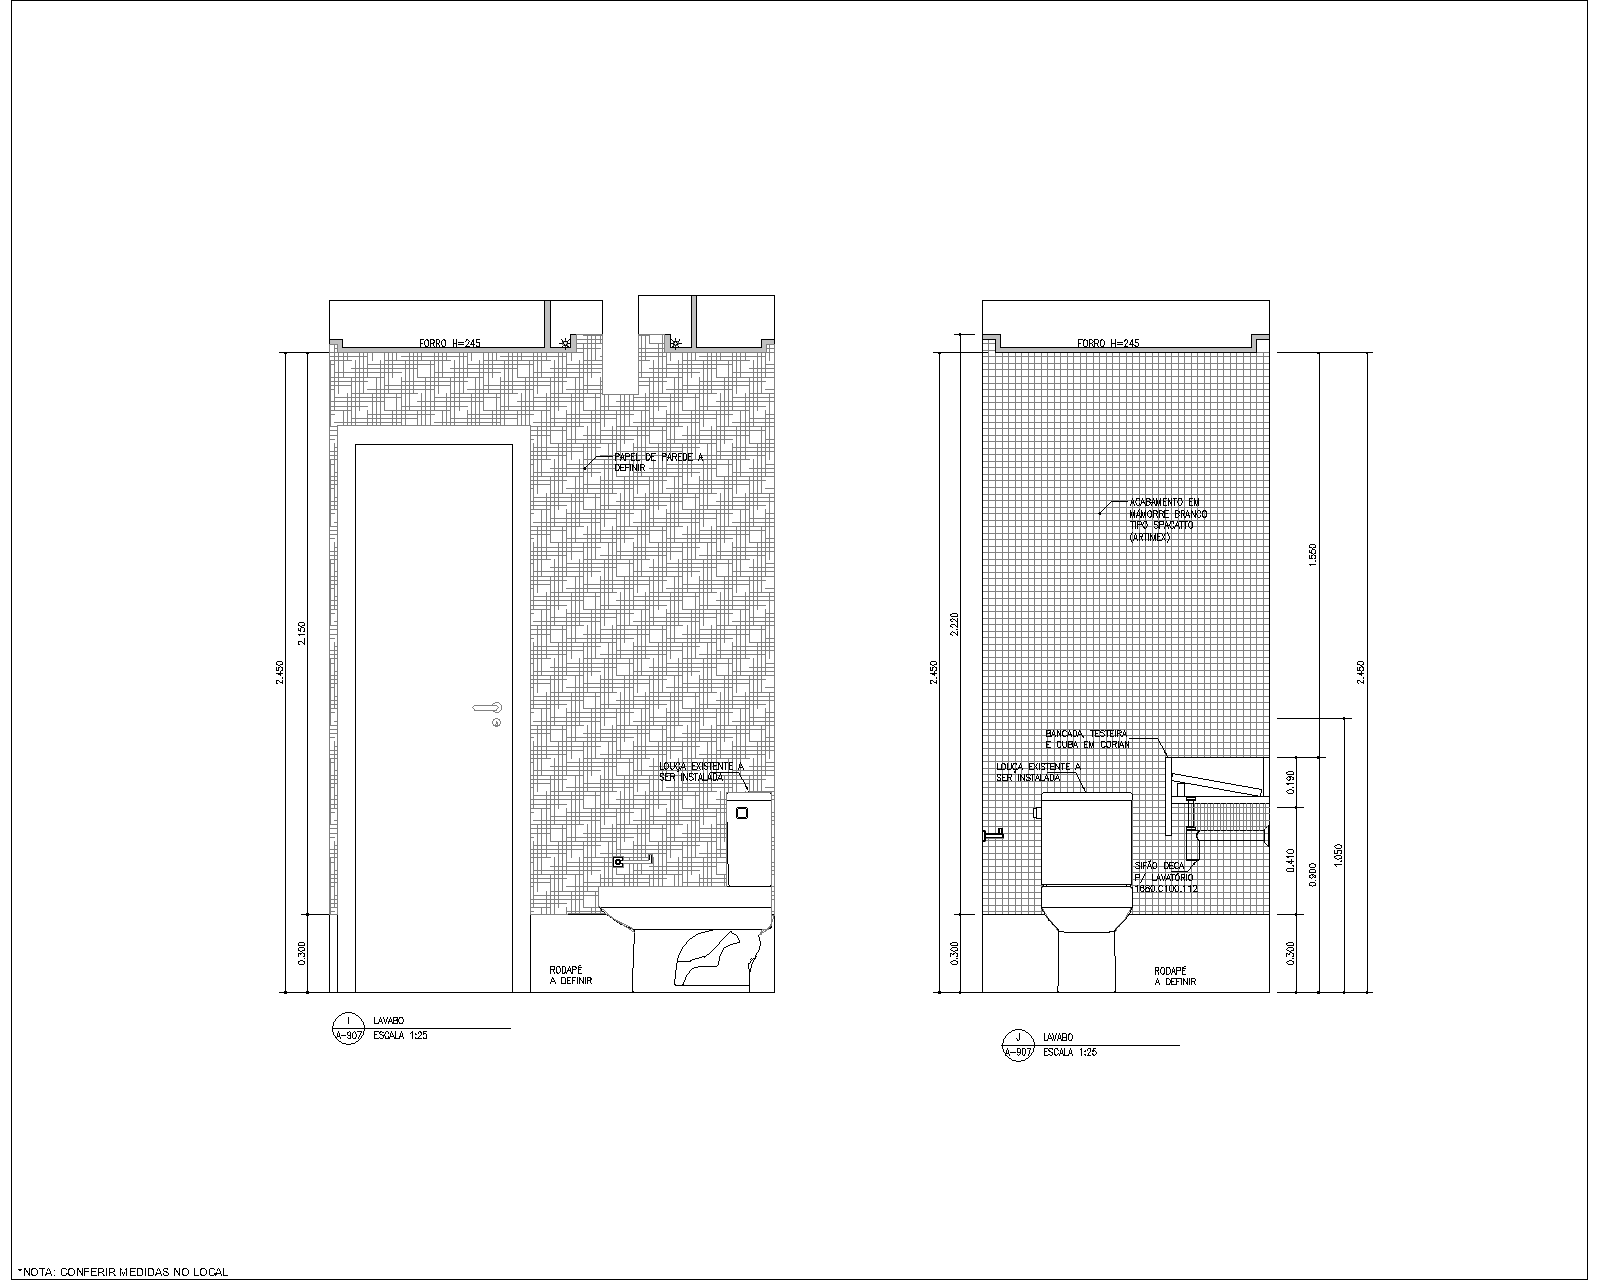 FORRO H=245
PAPEL DE PAREDE A
DEFINIR
2.150
2.450
LOUÇA EXISTENTE A
SER INSTALADA
0.300
RODAPÉ
A DEFINIR
I
A-907
LAVABO
ESCALA 1:25
FORRO H=245
ACABAMENTO EM
MAMORRE BRANCO
TIPO SPACATTO
(ARTIMEX)
1.550
2.220
2.450
2.450
BANCADA, TESTEIRA
E CUBA EM CORIAN
LOUÇA EXISTENTE A
SER INSTALADA
0.190
0.410
0.900
1.050
SIFÃO DECA
P/ LAVATÓRIO
1680.C100.112
0.300
0.300
RODAPÉ
A DEFINIR
J
A-907
LAVABO
ESCALA 1:25
*NOTA: CONFERIR MEDIDAS NO LOCAL